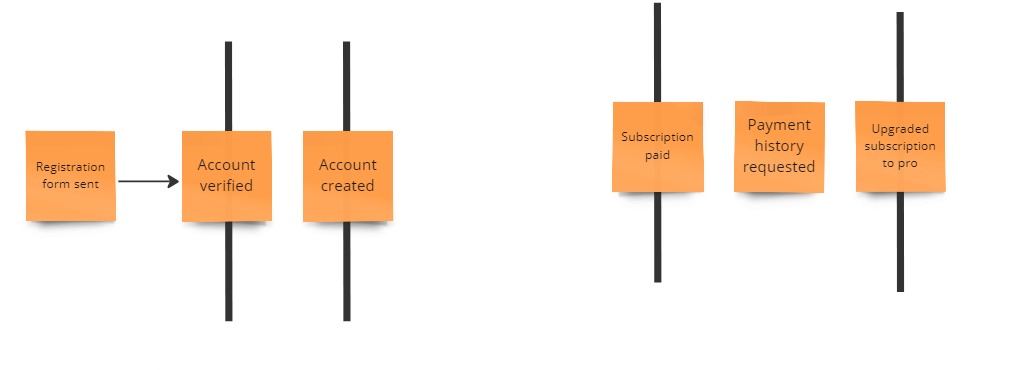 Registration
form sent
Account
verified
Account
created
Subscription
paid
Payment
history
requested
Upgraded
subscription
to pro